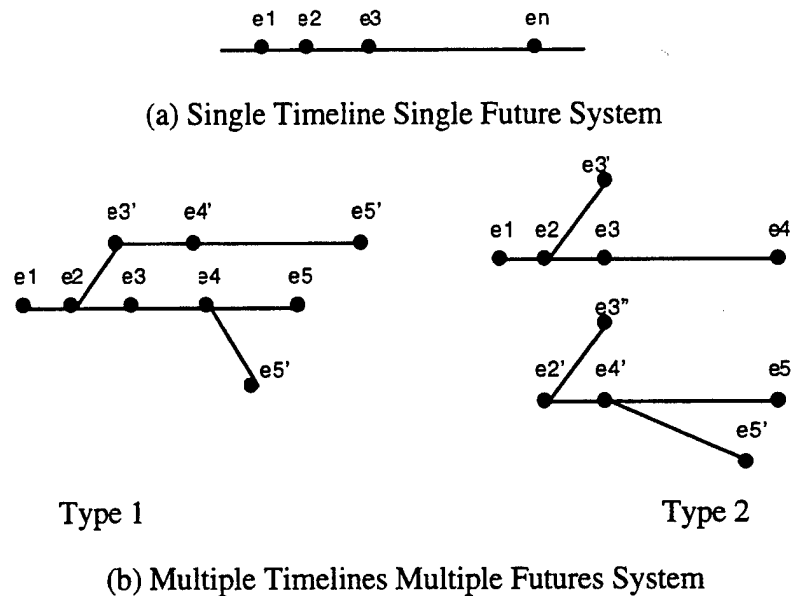 e1 e2 e3 en
(a) Single Timeline Single Future System
e3' e4' e5'
e1 e2 e3 e4 e5
e5'
Type 1
e3'
e1 e2 e3 e4
e3"
e2' e4' e5
e5'
Type 2
(b) Multiple Timelines Multiple Futures System